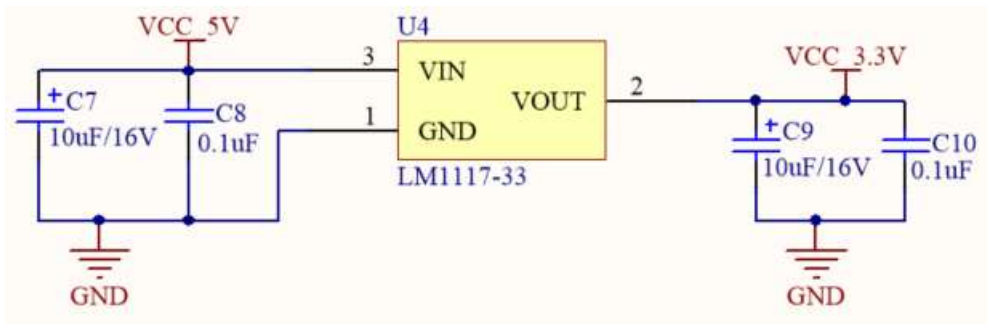 VCC_5V
U4
3
VIN
VCC_3.3V
+
C7
C8
VOUT
2
1
GND
+
C9
C10
10uF/16V
0.1uF
10uF/16V
0.1uF
LM1117-33
GND
GND